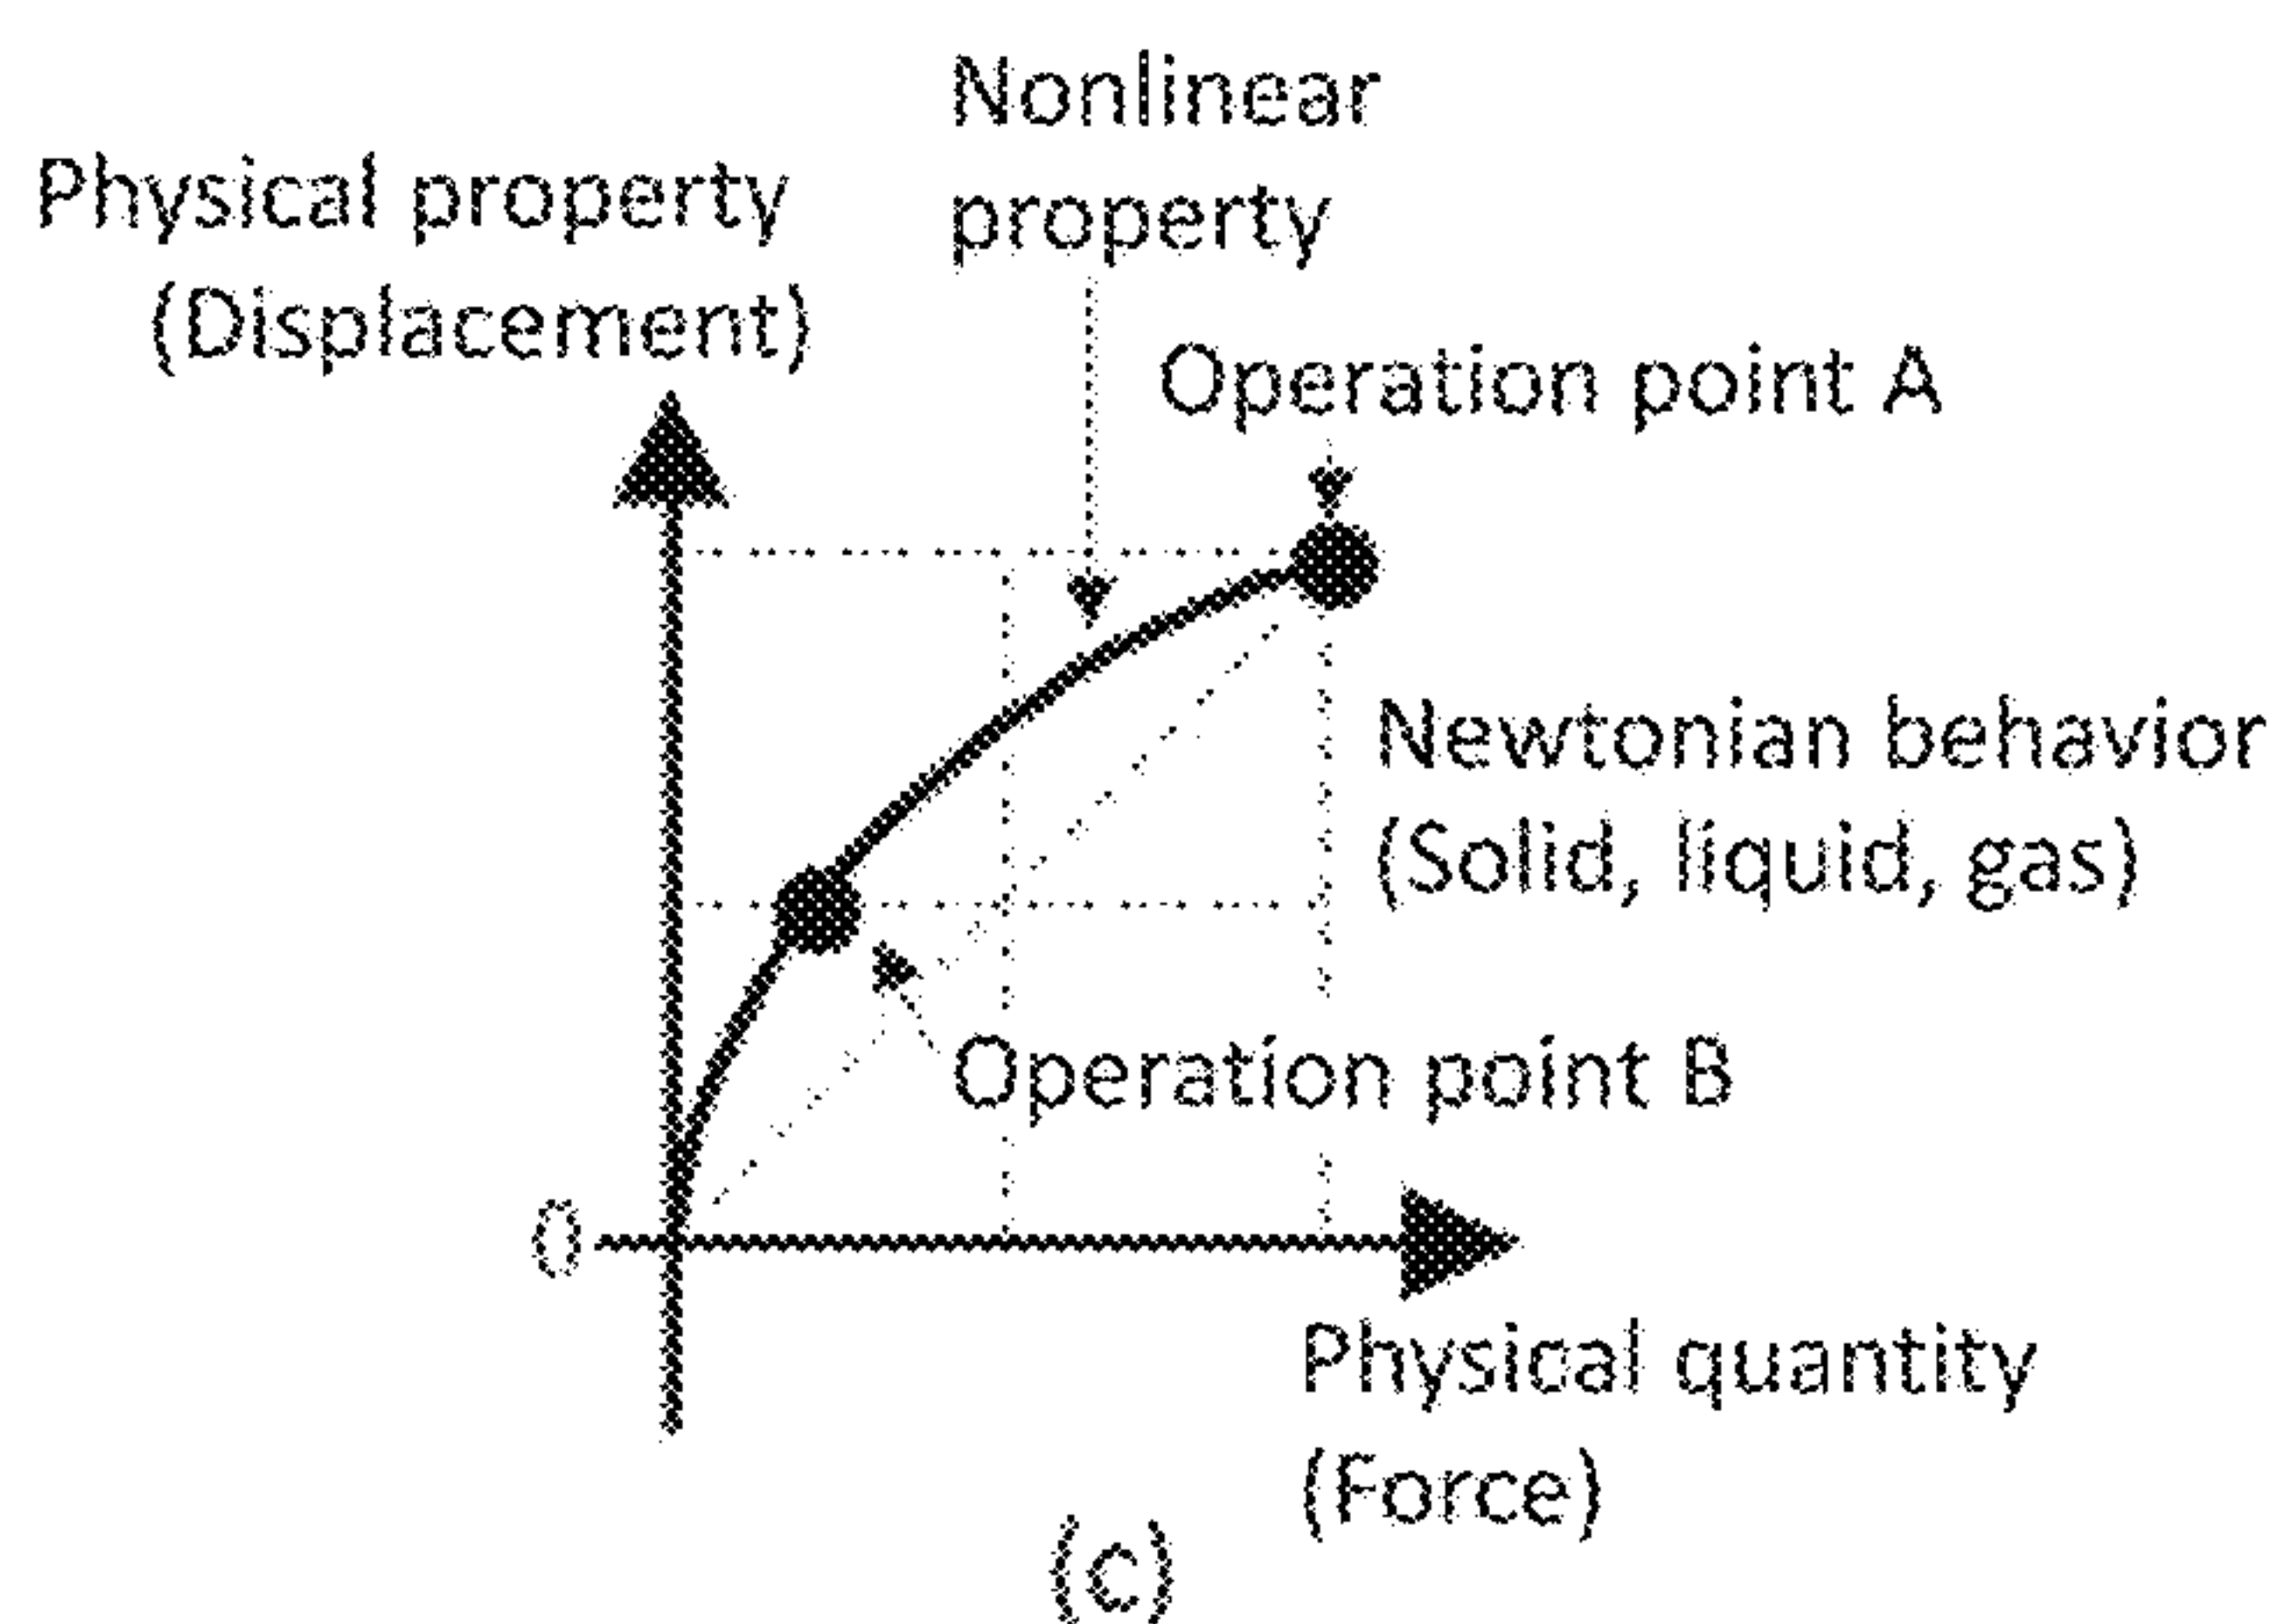 Nonlinear
property
Physical property
(Displacement)
Operation point A
Newtonian behavior
(Solid, liquid, gas)
Operation point B
0
Physical quantity
(Force)
(c)